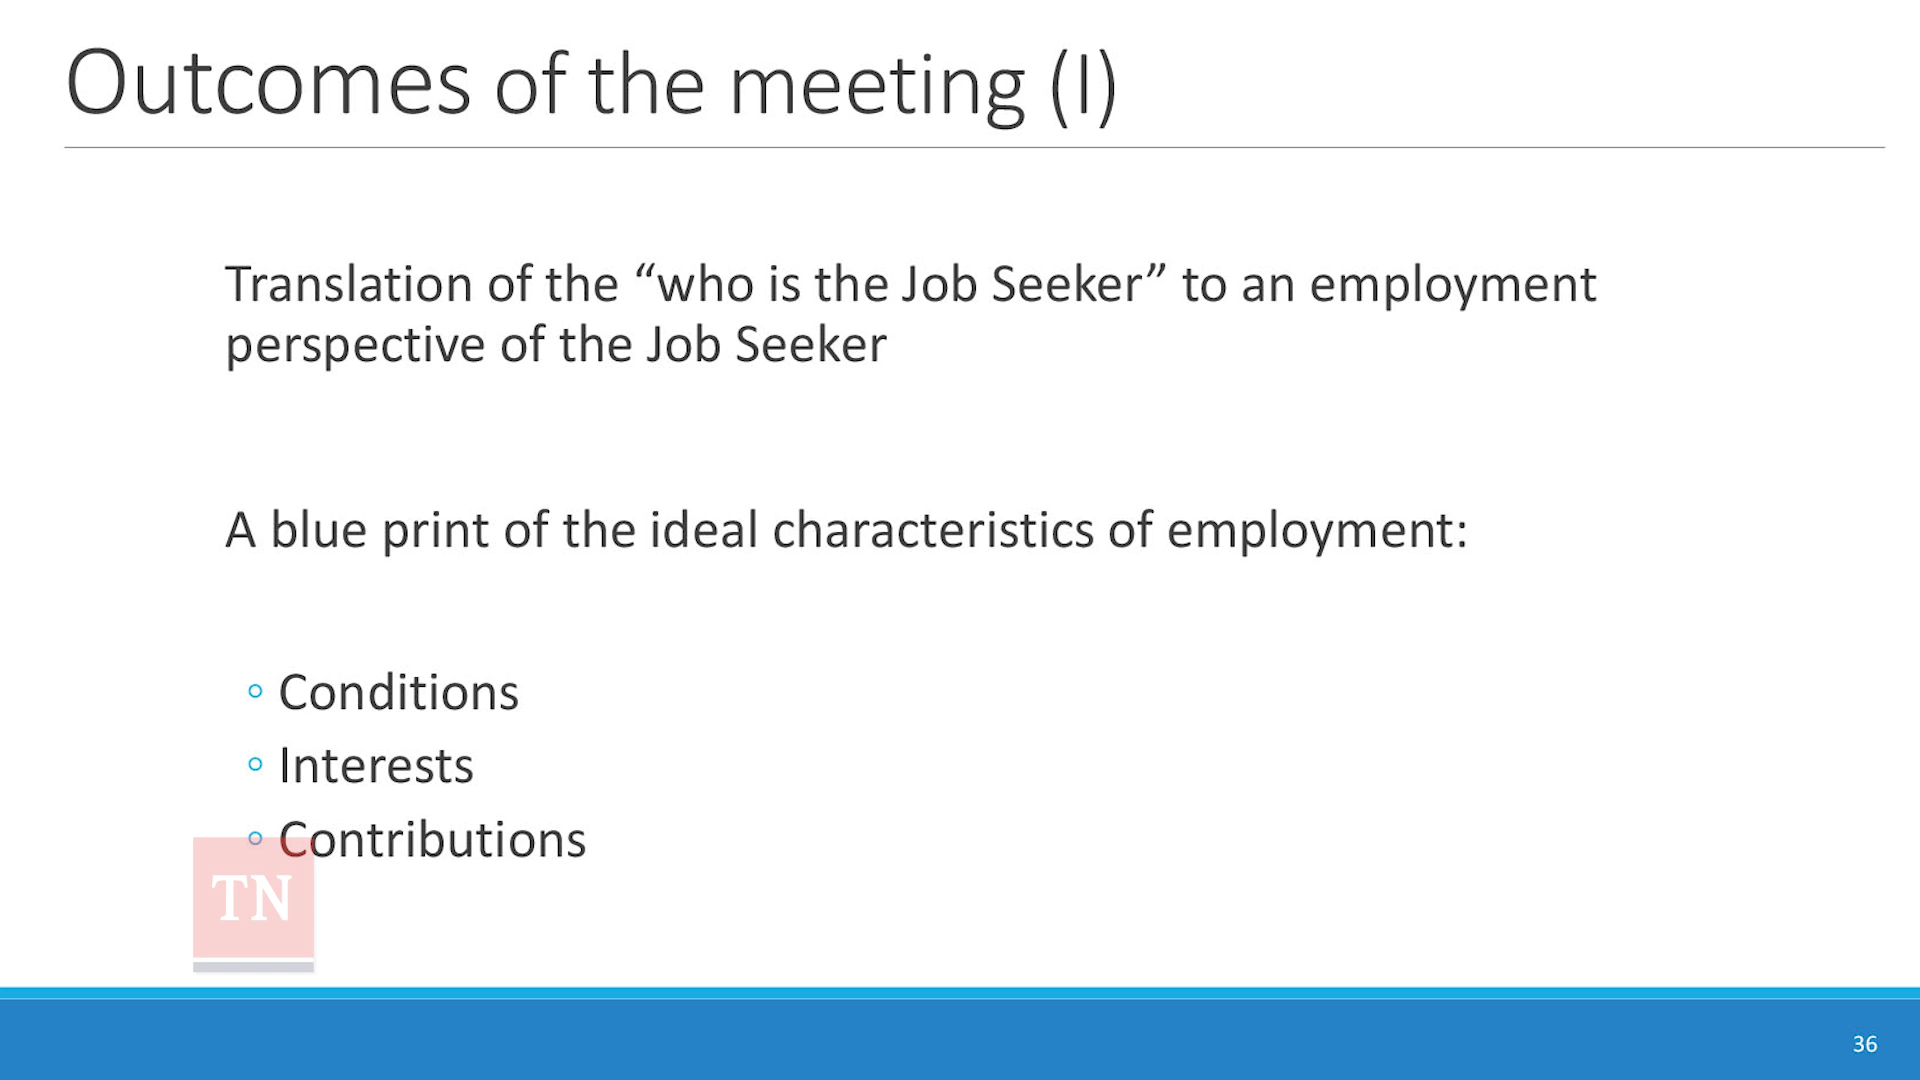 Outcomes of the meeting (I)
Translation of the “who is the Job Seeker” to an employment
perspective of the Job Seeker
A blue print of the ideal characteristics of employment:
◦ Conditions
◦ Interests
◦ Contributions
TN
36